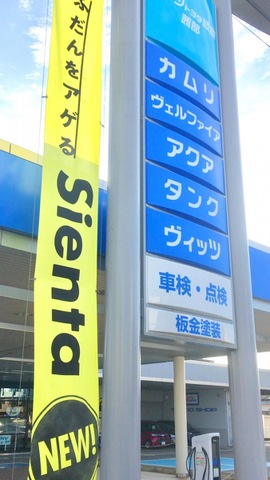 ふだんをアゲる
Sienta
NEW!
カムリ
ヴェルファイア
アクア
タンク
ヴィッツ
車検・点検
板金塗装